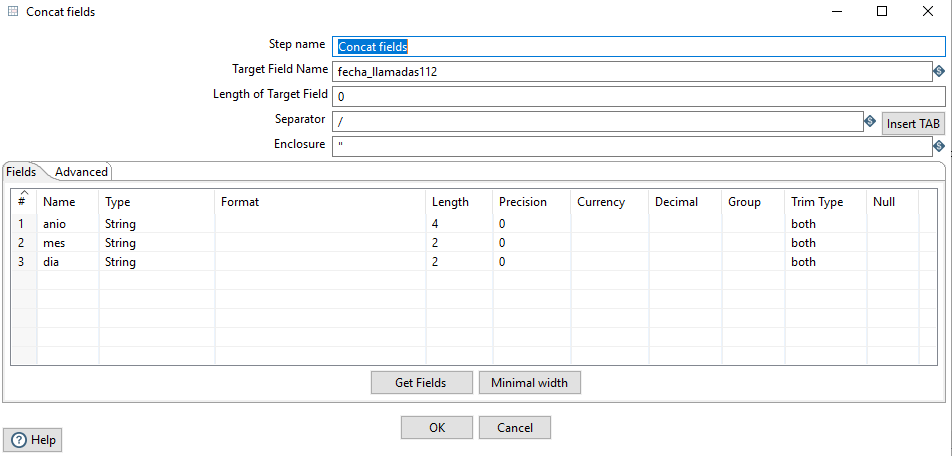 Concat fields
Step name Concat fields
Target Field Name fecha_llamadas112
Length of Target Field 0
Separator / Insert TAB
Enclosure "
Fields Advanced
# Name Type Format Length Precision Currency Decimal Group Trim Type Null
1 anio String 4 0 both
2 mes String 2 0 both
3 dia String 2 0 both
Get Fields Minimal width
OK Cancel
? Help